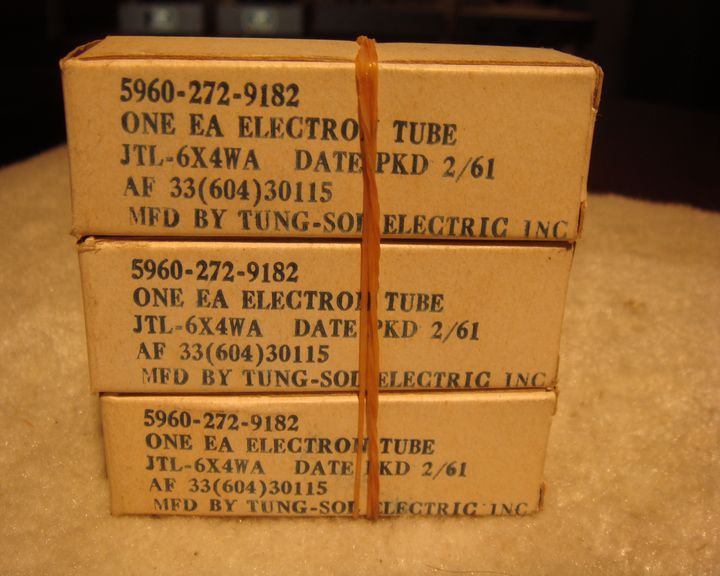 5960-272-9182
ONE EA ELECTRON TUBE
JTL-6X4WA DATE PKD 2/61
AF 33(604)30115
MFD BY TUNG-SOL ELECTRIC INC
5960-272-9182
ONE EA ELECTRON TUBE
JTL-6X4WA DATE PKD 2/61
AF 33(604)30115
MFD BY TUNG-SOL ELECTRIC INC.
5960-272-9182
ONE EA ELECTRON TUBE
JTL-6X4WA DATE PKD 2/61
AF 33(604)30115
MFD BY TUNG-SOL ELECTRIC INC.